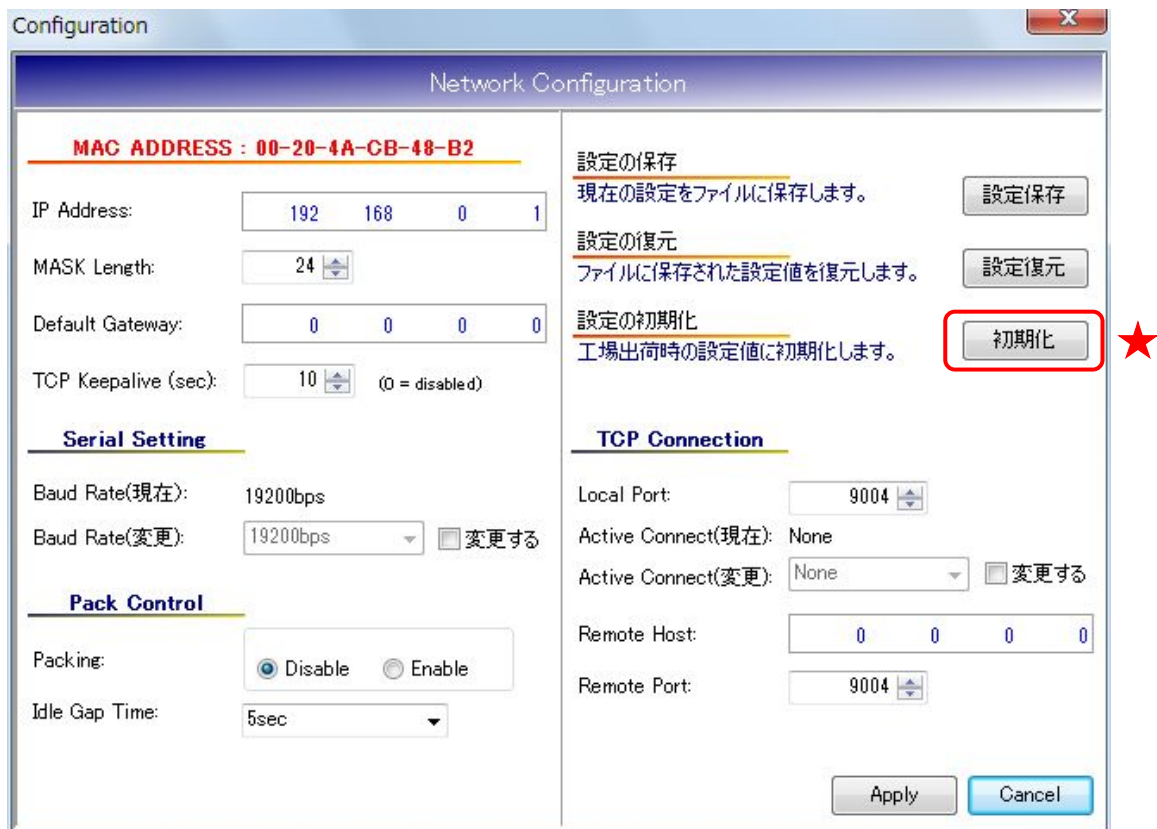 Configuration
Network Configuration
MAC ADDRESS : 00-20-4A-CB-48-B2
IP Address: 192 168 0 1
MASK Length: 24
Default Gateway: 0 0 0 0
TCP Keepalive (sec): 10 (0 = disabled)
Serial Setting
Baud Rate(現在): 19200bps
Baud Rate(変更): 19200bps 変更する
Pack Control
Packing: Disable Enable
Idle Gap Time: 5sec
設定の保存
現在の設定をファイルに保存します。 設定保存
設定の復元
ファイルに保存された設定値を復元します。 設定復元
設定の初期化
工場出荷時の設定値に初期化します。 初期化
TCP Connection
Local Port: 9004
Active Connect(現在): None
Active Connect(変更): None 変更する
Remote Host: 0 0 0 0
Remote Port: 9004
Apply Cancel